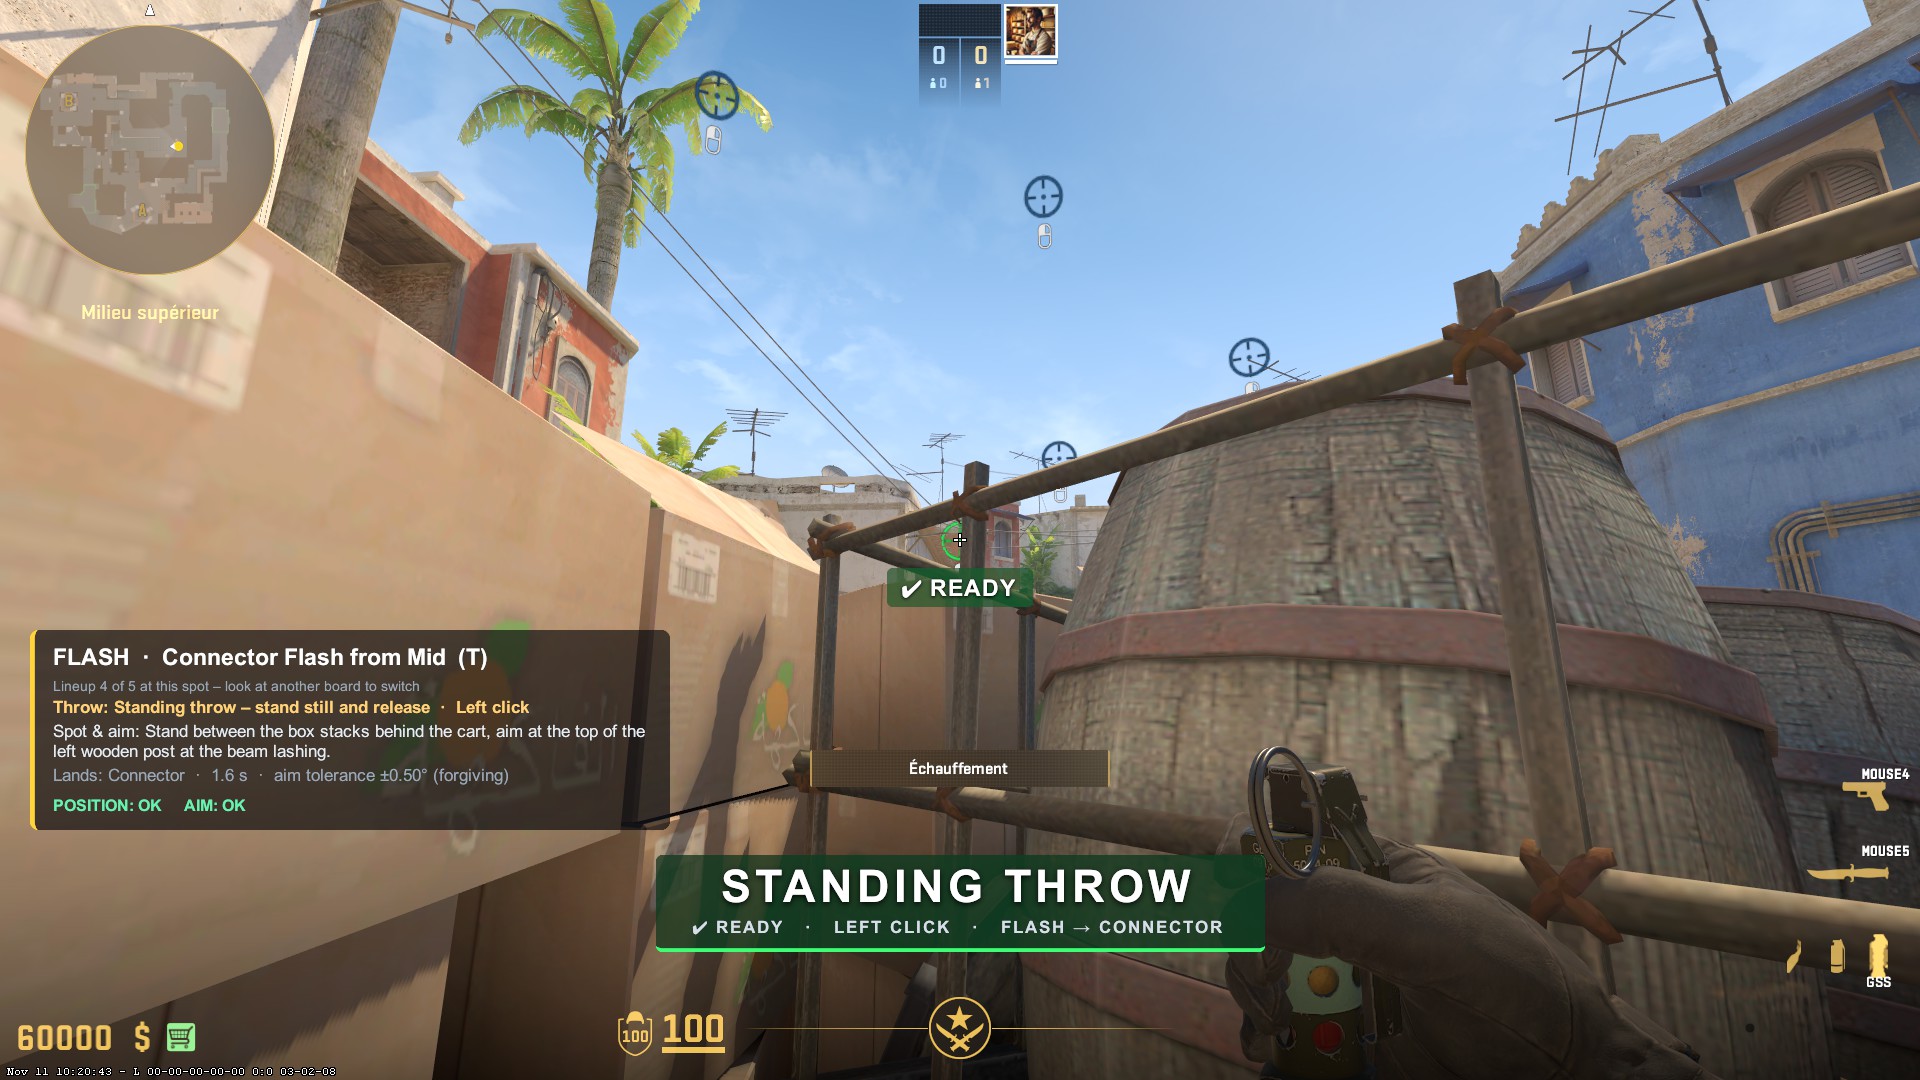 B
A
Milieu supérieur
0 0
0 1
✔ READY
FLASH · Connector Flash from Mid (T)
Lineup 4 of 5 at this spot – look at another board to switch
Throw: Standing throw – stand still and release · Left click
Spot & aim: Stand between the box stacks behind the cart, aim at the top of the
left wooden post at the beam lashing.
Lands: Connector · 1.6 s · aim tolerance ±0.50° (forgiving)
POSITION: OK AIM: OK
Échauffement
MOUSE4
MOUSE5
STANDING THROW
✔ READY · LEFT CLICK · FLASH → CONNECTOR
GSS
60000 $
100 100
Nov 11 10:20:43 - L 00-00-00-00-00 0:0 03-02-08